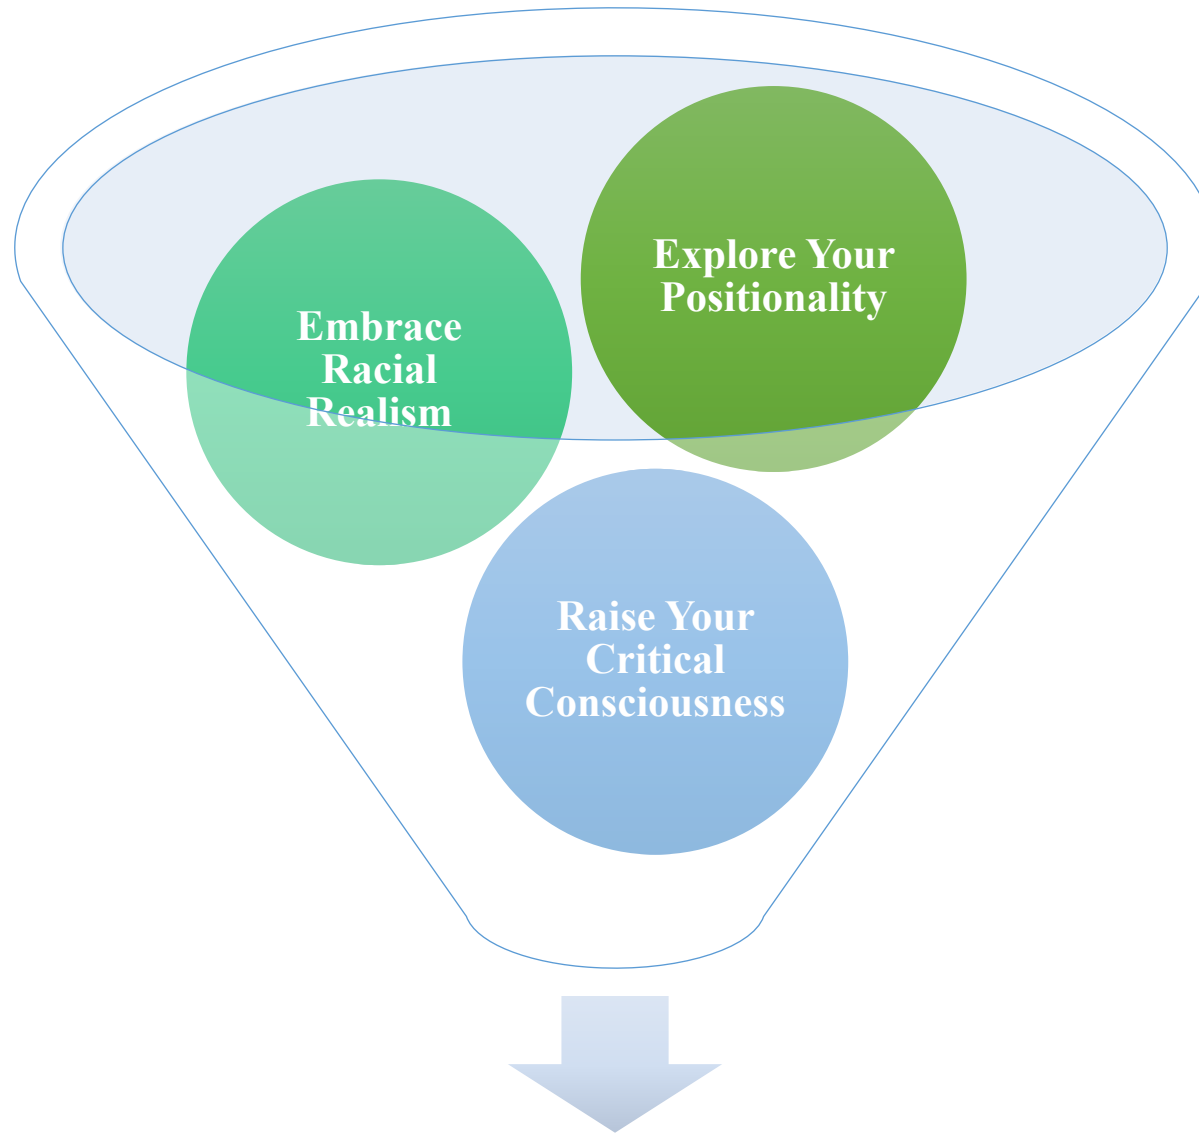 Explore Your
Positionality
Embrace
Racial
Realism
Raise Your
Critical
Consciousness